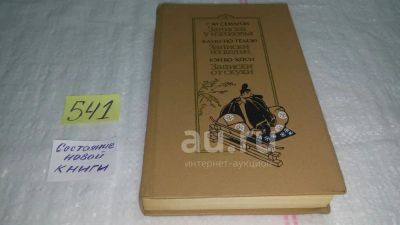 541
Состояние
новой
книги
СЭЙ-СЁНАГОН
Записки
у изголовья
КАМО-НО-ТЁМЭЙ
Записки
из кельи
КЭНКО-ХОСИ
Записки
от скуки
au.ru
интернет-аукцион